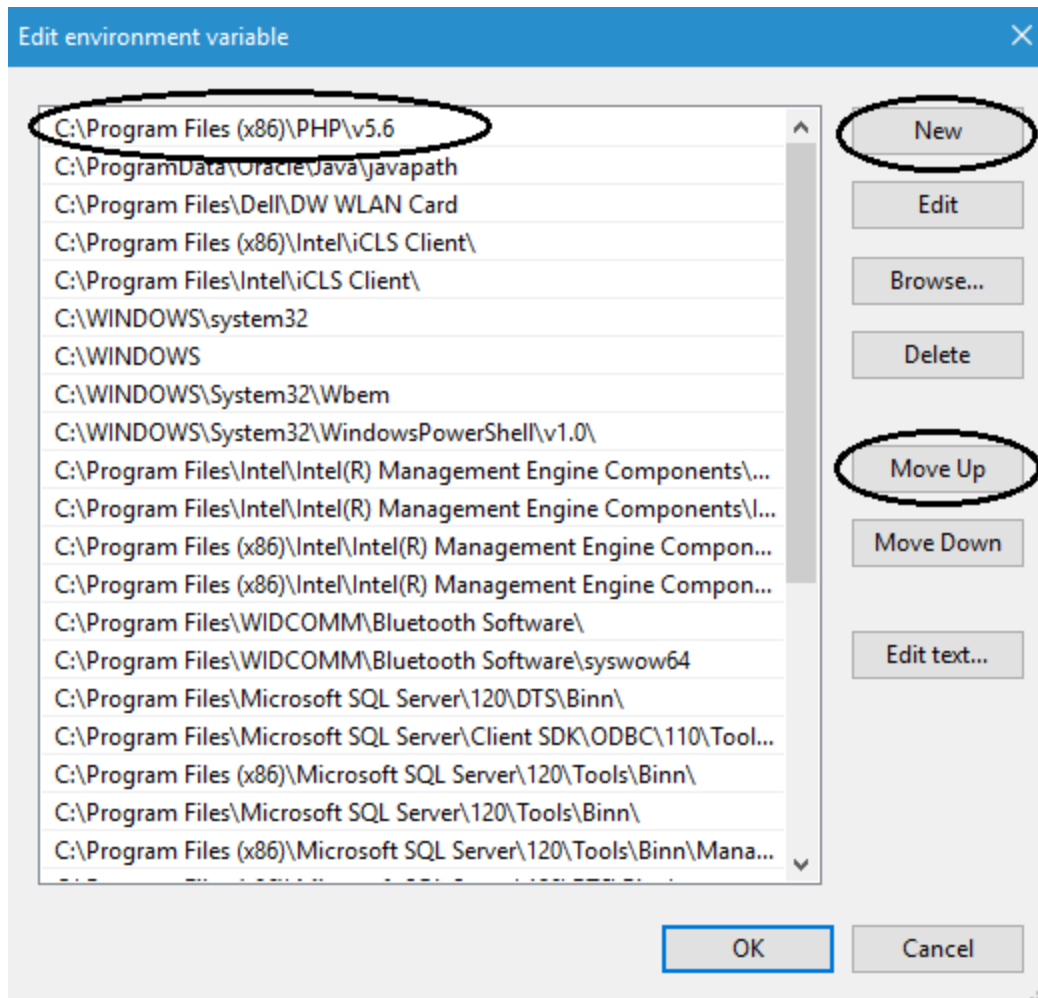 Edit environment variable
C:\Program Files (x86)\PHP\v5.6
C:\ProgramData\Oracle\Java\javapath
C:\Program Files\Dell\DW WLAN Card
C:\Program Files (x86)\Intel\iCLS Client\
C:\Program Files\Intel\iCLS Client\
C:\WINDOWS\system32
C:\WINDOWS
C:\WINDOWS\System32\Wbem
C:\WINDOWS\System32\WindowsPowerShell\v1.0\
C:\Program Files\Intel\Intel(R) Management Engine Components\...
C:\Program Files\Intel\Intel(R) Management Engine Components\I...
C:\Program Files (x86)\Intel\Intel(R) Management Engine Compon...
C:\Program Files (x86)\Intel\Intel(R) Management Engine Compon...
C:\Program Files\WIDCOMM\Bluetooth Software\
C:\Program Files\WIDCOMM\Bluetooth Software\syswow64
C:\Program Files\Microsoft SQL Server\120\DTS\Binn\
C:\Program Files\Microsoft SQL Server\Client SDK\ODBC\110\Tool...
C:\Program Files (x86)\Microsoft SQL Server\120\Tools\Binn\
C:\Program Files\Microsoft SQL Server\120\Tools\Binn\
C:\Program Files (x86)\Microsoft SQL Server\120\Tools\Binn\Mana...
New
Edit
Browse...
Delete
Move Up
Move Down
Edit text...
OK
Cancel